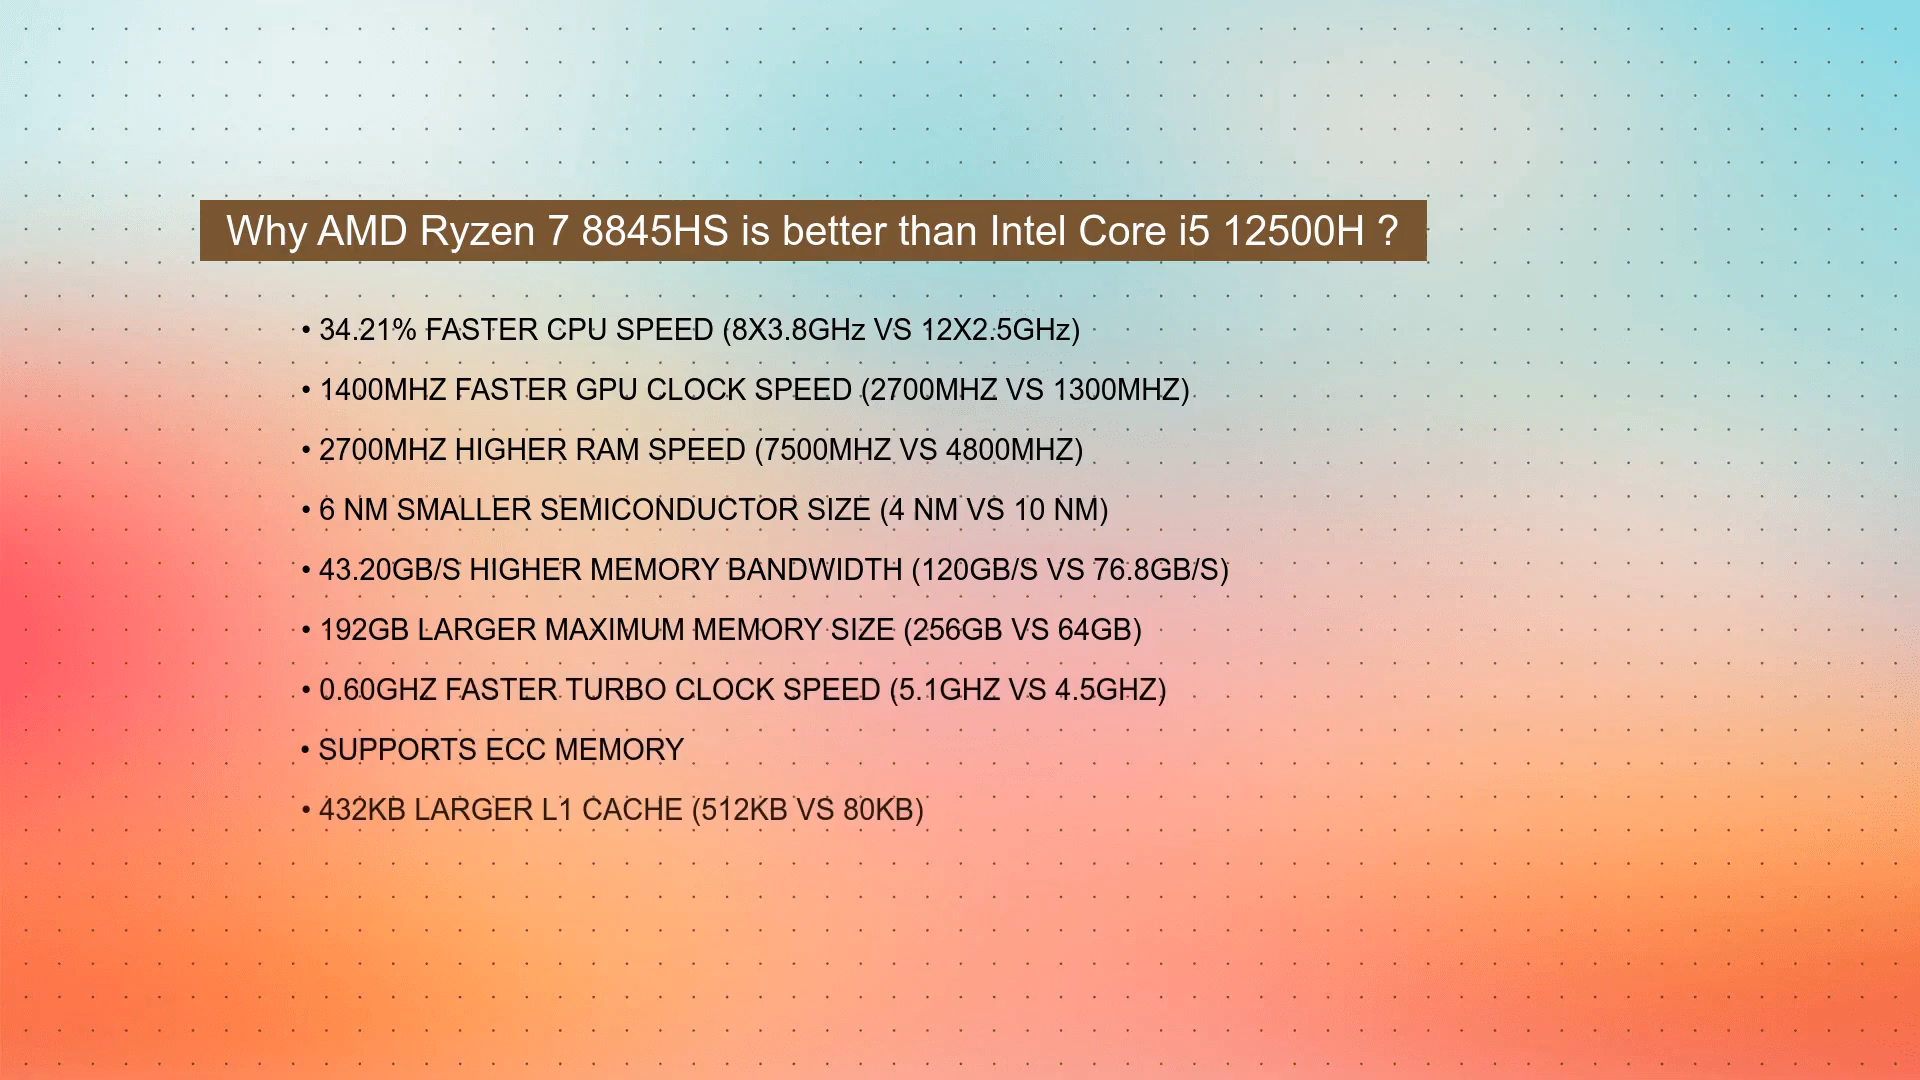 Why AMD Ryzen 7 8845HS is better than Intel Core i5 12500H ?
• 34.21% FASTER CPU SPEED (8X3.8GHz VS 12X2.5GHz)
• 1400MHZ FASTER GPU CLOCK SPEED (2700MHZ VS 1300MHZ)
• 2700MHZ HIGHER RAM SPEED (7500MHZ VS 4800MHZ)
• 6 NM SMALLER SEMICONDUCTOR SIZE (4 NM VS 10 NM)
• 43.20GB/S HIGHER MEMORY BANDWIDTH (120GB/S VS 76.8GB/S)
• 192GB LARGER MAXIMUM MEMORY SIZE (256GB VS 64GB)
• 0.60GHZ FASTER TURBO CLOCK SPEED (5.1GHZ VS 4.5GHZ)
• SUPPORTS ECC MEMORY
• 432KB LARGER L1 CACHE (512KB VS 80KB)